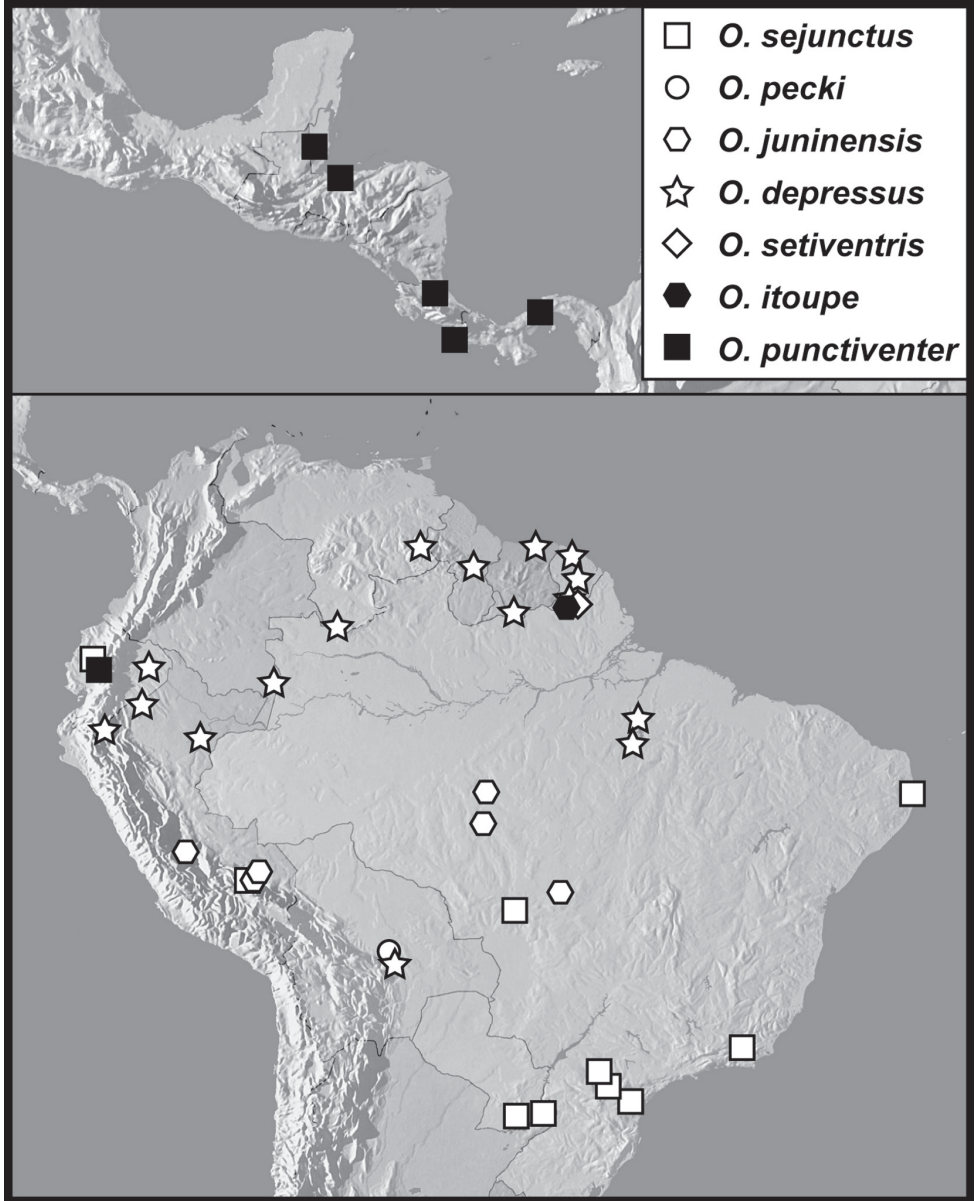 O. sejunctus
O. pecki
O. juninensis
O. depressus
O. setiventris
O. itoupe
O. punctiventer